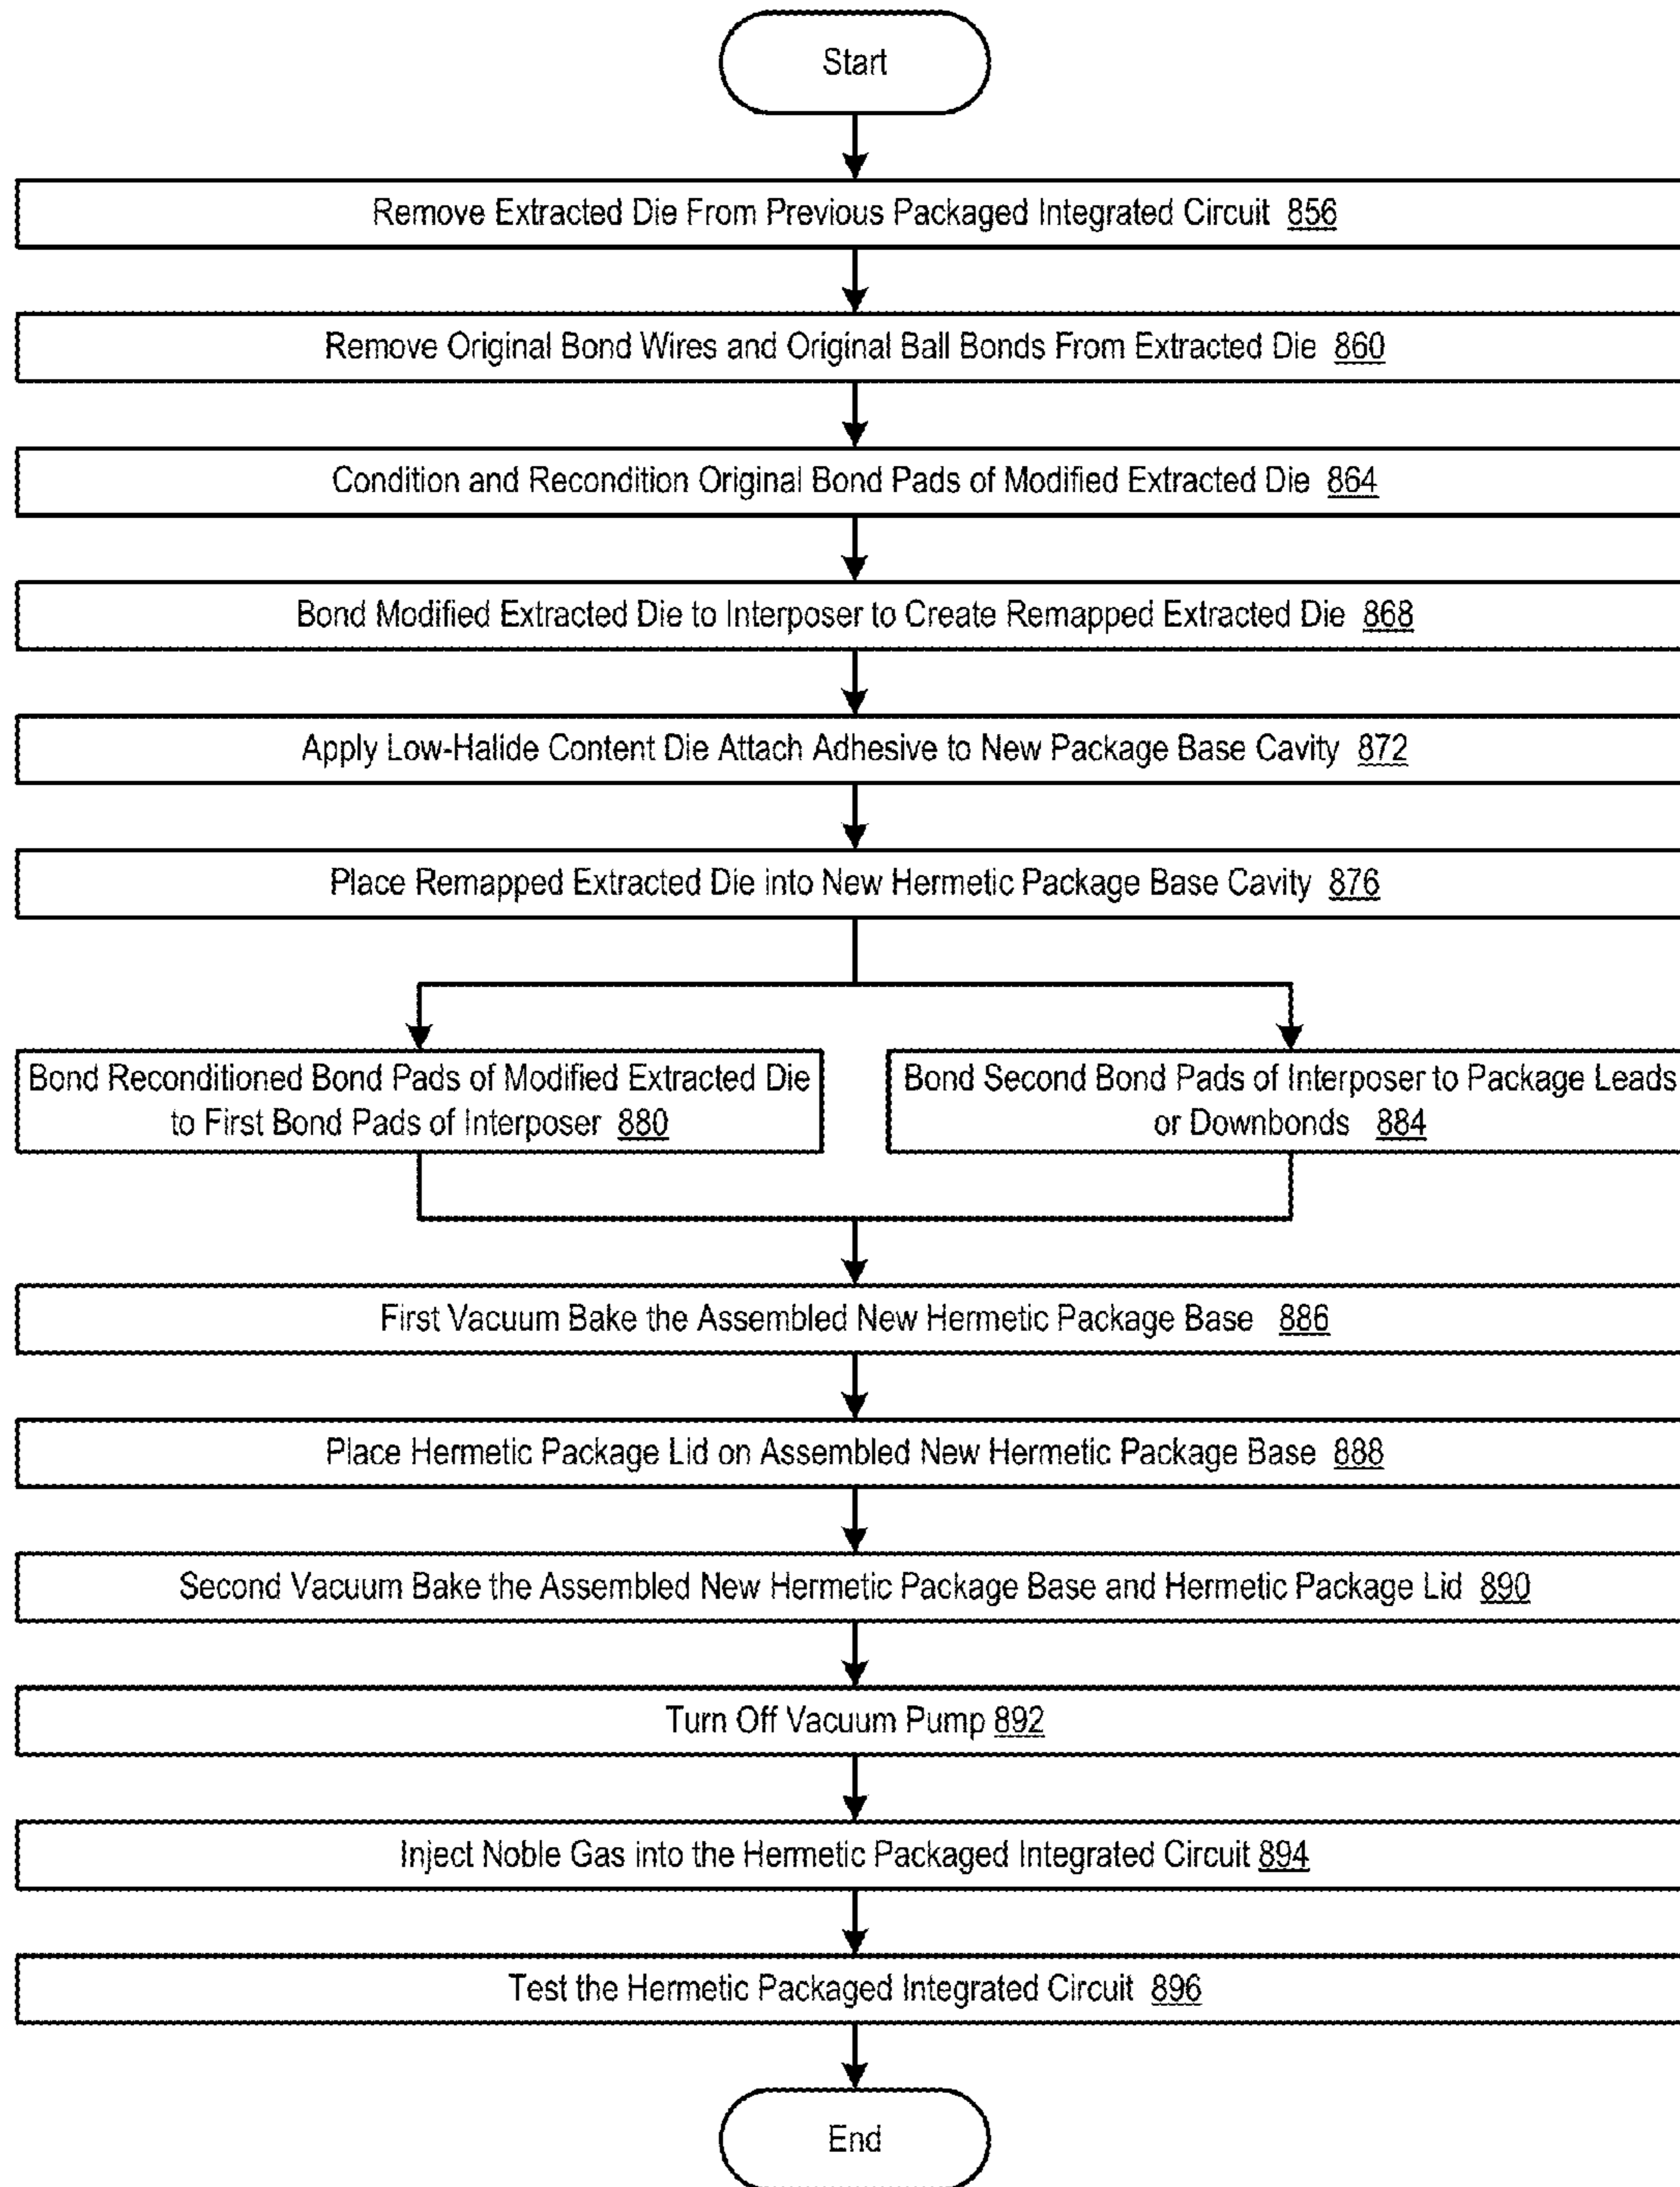 Start
Remove Extracted Die From Previous Packaged Integrated Circuit 856
Remove Original Bond Wires and Original Ball Bonds From Extracted Die 860
Condition and Recondition Original Bond Pads of Modified Extracted Die 864
Bond Modified Extracted Die to Interposer to Create Remapped Extracted Die 868
Apply Low-Halide Content Die Attach Adhesive to New Package Base Cavity 872
Place Remapped Extracted Die into New Hermetic Package Base Cavity 876
Bond Reconditioned Bond Pads of Modified Extracted Die
to First Bond Pads of Interposer 880
Bond Second Bond Pads of Interposer to Package Leads
or Downbonds 884
First Vacuum Bake the Assembled New Hermetic Package Base 886
Place Hermetic Package Lid on Assembled New Hermetic Package Base 888
Second Vacuum Bake the Assembled New Hermetic Package Base and Hermetic Package Lid 890
Turn Off Vacuum Pump 892
Inject Noble Gas into the Hermetic Packaged Integrated Circuit 894
Test the Hermetic Packaged Integrated Circuit 896
End